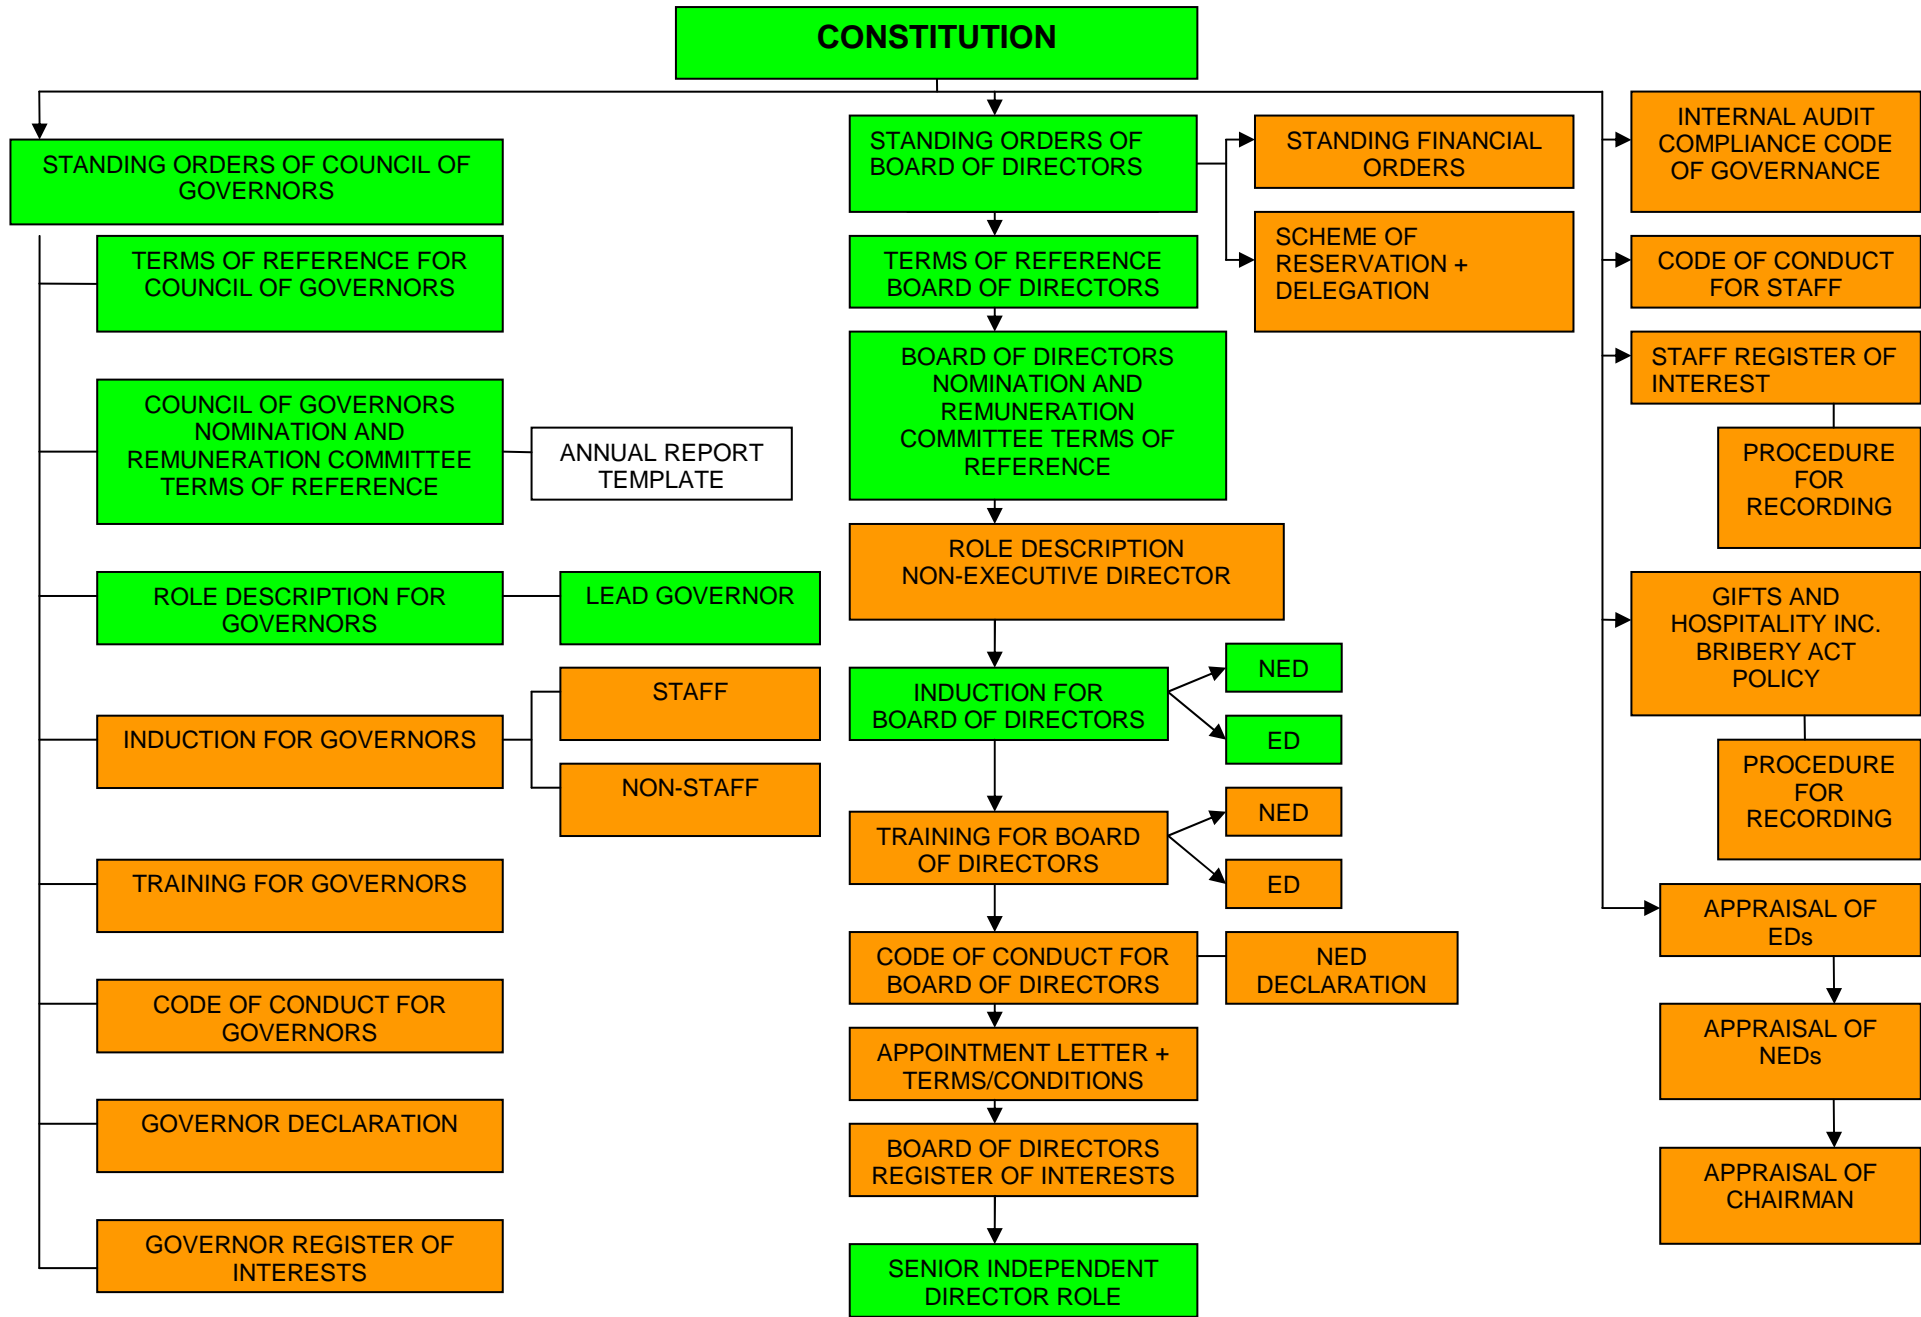 CONSTITUTION
STANDING ORDERS OF COUNCIL OF
GOVERNORS
TERMS OF REFERENCE FOR
COUNCIL OF GOVERNORS
COUNCIL OF GOVERNORS
NOMINATION AND
REMUNERATION COMMITTEE
TERMS OF REFERENCE
ANNUAL REPORT
TEMPLATE
ROLE DESCRIPTION FOR
GOVERNORS
LEAD GOVERNOR
INDUCTION FOR GOVERNORS
STAFF
NON-STAFF
TRAINING FOR GOVERNORS
CODE OF CONDUCT FOR
GOVERNORS
GOVERNOR DECLARATION
GOVERNOR REGISTER OF
INTERESTS
STANDING ORDERS OF
BOARD OF DIRECTORS
STANDING FINANCIAL
ORDERS
SCHEME OF
RESERVATION +
DELEGATION
TERMS OF REFERENCE
BOARD OF DIRECTORS
BOARD OF DIRECTORS
NOMINATION AND
REMUNERATION
COMMITTEE TERMS OF
REFERENCE
ROLE DESCRIPTION
NON-EXECUTIVE DIRECTOR
INDUCTION FOR
BOARD OF DIRECTORS
NED
ED
TRAINING FOR BOARD
OF DIRECTORS
NED
ED
CODE OF CONDUCT FOR
BOARD OF DIRECTORS
NED
DECLARATION
APPOINTMENT LETTER +
TERMS/CONDITIONS
BOARD OF DIRECTORS
REGISTER OF INTERESTS
SENIOR INDEPENDENT
DIRECTOR ROLE
INTERNAL AUDIT
COMPLIANCE CODE
OF GOVERNANCE
CODE OF CONDUCT
FOR STAFF
STAFF REGISTER OF
INTEREST
PROCEDURE
FOR
RECORDING
GIFTS AND
HOSPITALITY INC.
BRIBERY ACT
POLICY
PROCEDURE
FOR
RECORDING
APPRAISAL OF
EDs
APPRAISAL OF
NEDs
APPRAISAL OF
CHAIRMAN